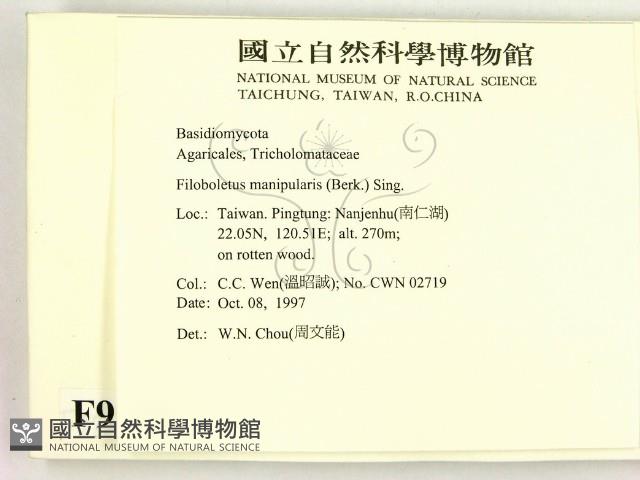 國立自然科學博物館
NATIONAL MUSEUM OF NATURAL SCIENCE
TAICHUNG, TAIWAN, R.O.CHINA
Basidiomycota
Agaricales, Tricholomataceae
Filoboletus manipularis (Berk.) Sing.
Loc.: Taiwan. Pingtung: Nanjenhu(南仁湖)
22.05N, 120.51E; alt. 270m;
on rotten wood.
Col.: C.C. Wen(溫昭誠); No. CWN 02719
Date: Oct. 08, 1997
Det.: W.N. Chou(周文能)
F9
國立自然科學博物館
NATIONAL MUSEUM OF NATURAL SCIENCE